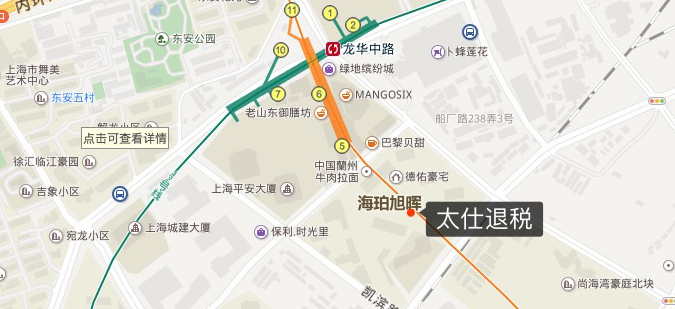 内环
11
1
2
东安公园
10
龙华中路
卜蜂莲花
上海市舞美
艺术中心
绿地缤纷城
东安五村
7
6
MANGOSIX
老山东御膳坊
船厂路238弄3号
点击可查看详情
5
巴黎贝甜
徐汇临江豪园
中国蘭州
牛肉拉面
德佑豪宅
吉象小区
上海平安大厦
海珀旭晖
太仕退税
上海城建大厦
保利.时光里
宛龙小区
尚海湾豪庭北块
凯滨路